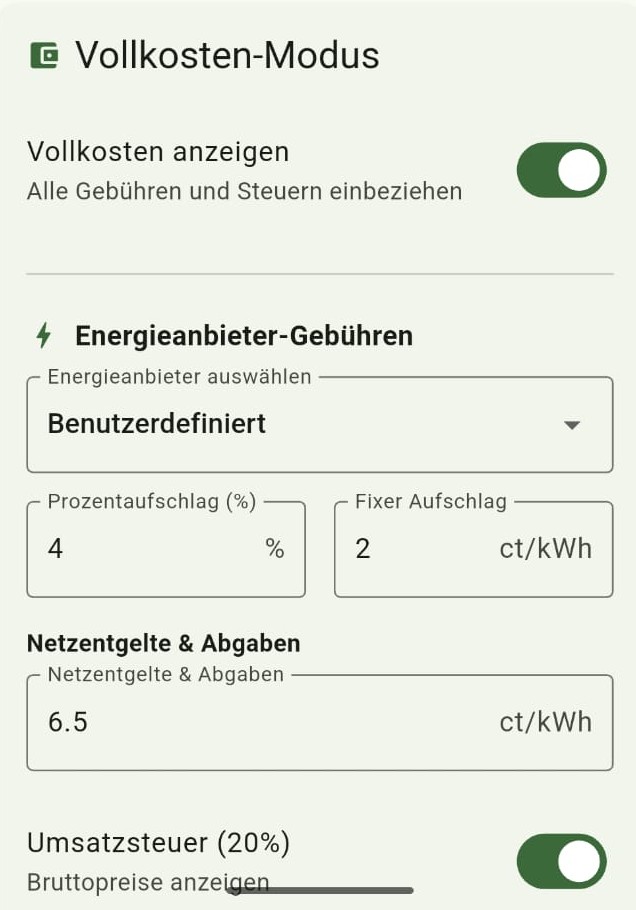 Vollkosten-Modus
Vollkosten anzeigen
Alle Gebühren und Steuern einbeziehen
Energieanbieter-Gebühren
Energieanbieter auswählen
Benutzerdefiniert
Prozentaufschlag (%) Fixer Aufschlag
4 % 2 ct/kWh
Netzentgelte & Abgaben
Netzentgelte & Abgaben
6.5 ct/kWh
Umsatzsteuer (20%)
Bruttopreise anzeigen